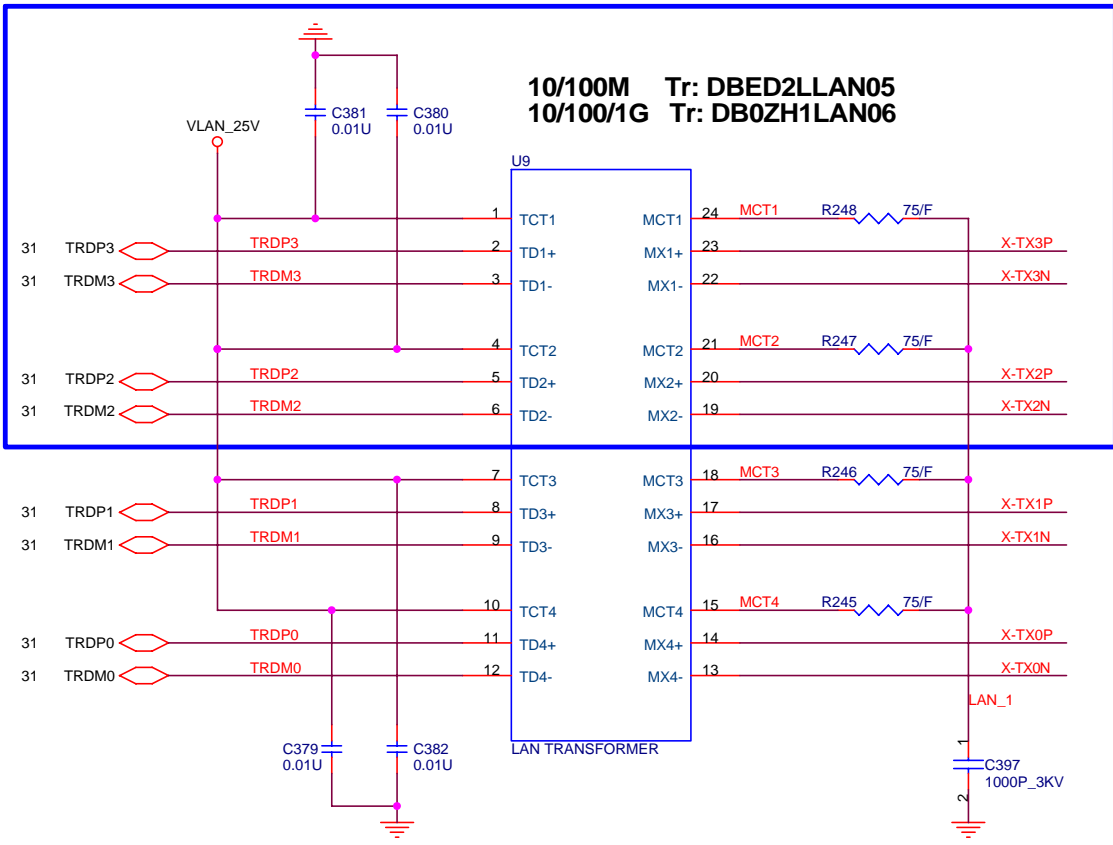 10/100M Tr: DBED2LLAN05
10/100/1G Tr: DB0ZH1LAN06
C381
0.01U
C380
0.01U
VLAN_25V
U9
1 TCT1 MCT1 24 MCT1 R248 75/F
31 TRDP3 TRDP3 2 TD1+ MX1+ 23 X-TX3P
31 TRDM3 TRDM3 3 TD1- MX1- 22 X-TX3N
4 TCT2 MCT2 21 MCT2 R247 75/F
31 TRDP2 TRDP2 5 TD2+ MX2+ 20 X-TX2P
31 TRDM2 TRDM2 6 TD2- MX2- 19 X-TX2N
7 TCT3 MCT3 18 MCT3 R246 75/F
31 TRDP1 TRDP1 8 TD3+ MX3+ 17 X-TX1P
31 TRDM1 TRDM1 9 TD3- MX3- 16 X-TX1N
10 TCT4 MCT4 15 MCT4 R245 75/F
31 TRDP0 TRDP0 11 TD4+ MX4+ 14 X-TX0P
31 TRDM0 TRDM0 12 TD4- MX4- 13 X-TX0N
LAN_1
LAN TRANSFORMER
C379
0.01U
C382
0.01U
1
C397
1000P_3KV
2